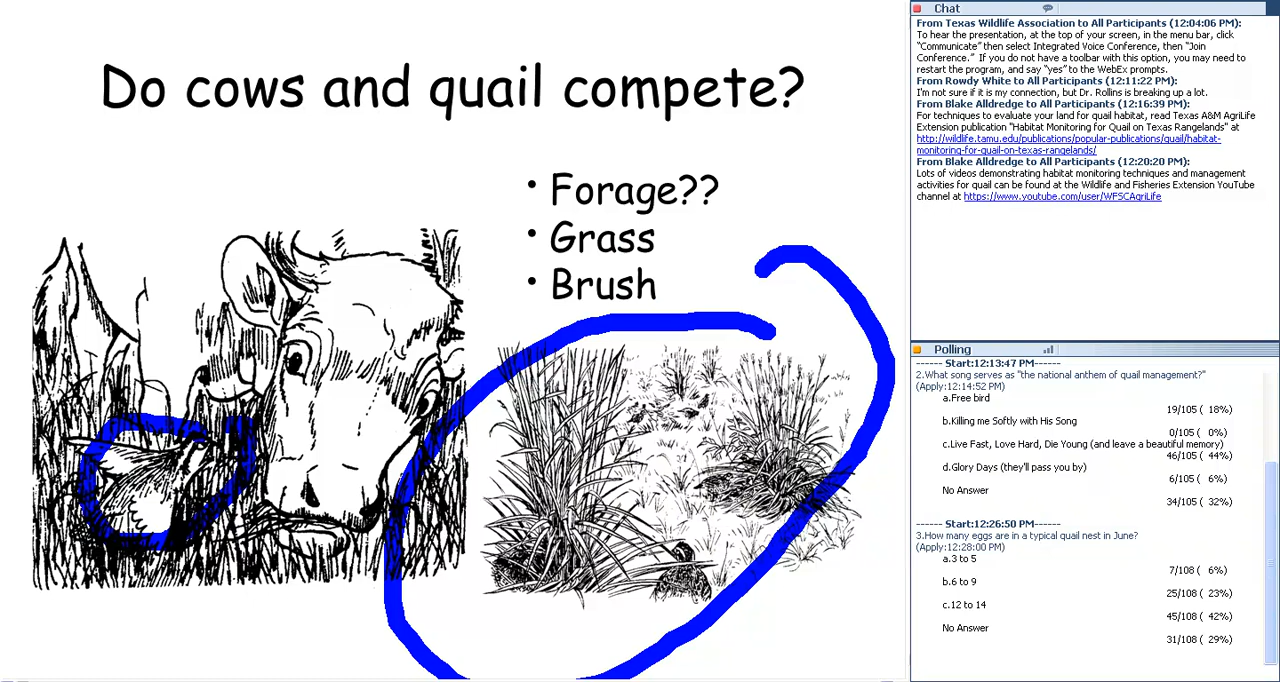 Do cows and quail compete?
• Forage??
• Grass
• Brush
Chat
From Texas Wildlife Association to All Participants (12:04:06 PM):
To hear the presentation, at the top of your screen, in the menu bar, click
"Communicate" then select Integrated Voice Conference, then "Join
Conference." If you do not have a toolbar with this option, you may need to
restart the program, and say "yes" to the WebEx prompts.
From Rowdy White to All Participants (12:11:22 PM):
I'm not sure if it is my connection, but Dr. Rollins is breaking up a lot.
From Blake Alldredge to All Participants (12:16:39 PM):
For techniques to evaluate your land for quail habitat, read Texas A&M AgriLife
Extension publication "Habitat Monitoring for Quail on Texas Rangelands" at
http://wildlife.tamu.edu/publications/popular-publications/quail/habitat-
monitoring-for-quail-on-texas-rangelands/
From Blake Alldredge to All Participants (12:20:20 PM):
Lots of videos demonstrating habitat monitoring techniques and management
activities for quail can be found at the Wildlife and Fisheries Extension YouTube
channel at https://www.youtube.com/user/WFSCAgriLife
Polling
------ Start:12:13:47 PM------
2.What song serves as "the national anthem of quail management?"
(Apply:12:14:52 PM)
a.Free bird
19/105 ( 18%)
b.Killing me Softly with His Song
0/105 ( 0%)
c.Live Fast, Love Hard, Die Young (and leave a beautiful memory)
46/105 ( 44%)
d.Glory Days (they'll pass you by)
6/105 ( 6%)
No Answer
34/105 ( 32%)
------ Start:12:26:50 PM------
3.How many eggs are in a typical quail nest in June?
(Apply:12:28:00 PM)
a.3 to 5
7/108 ( 6%)
b.6 to 9
25/108 ( 23%)
c.12 to 14
45/108 ( 42%)
No Answer
31/108 ( 29%)